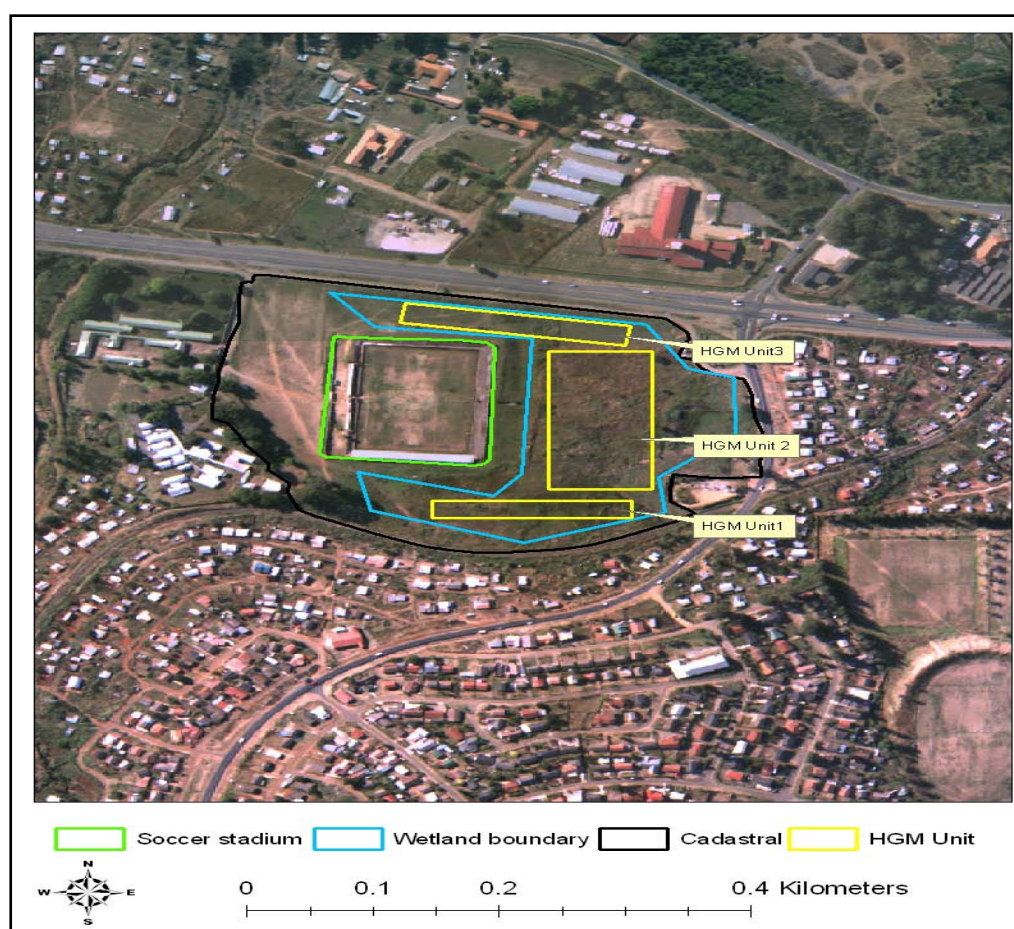 HGM Unit3
HGM Unit 2
HGM Unit1
Soccer stadium Wetland boundary Cadastral HGM Unit
N
W E
S
0 0.1 0.2 0.4 Kilometers